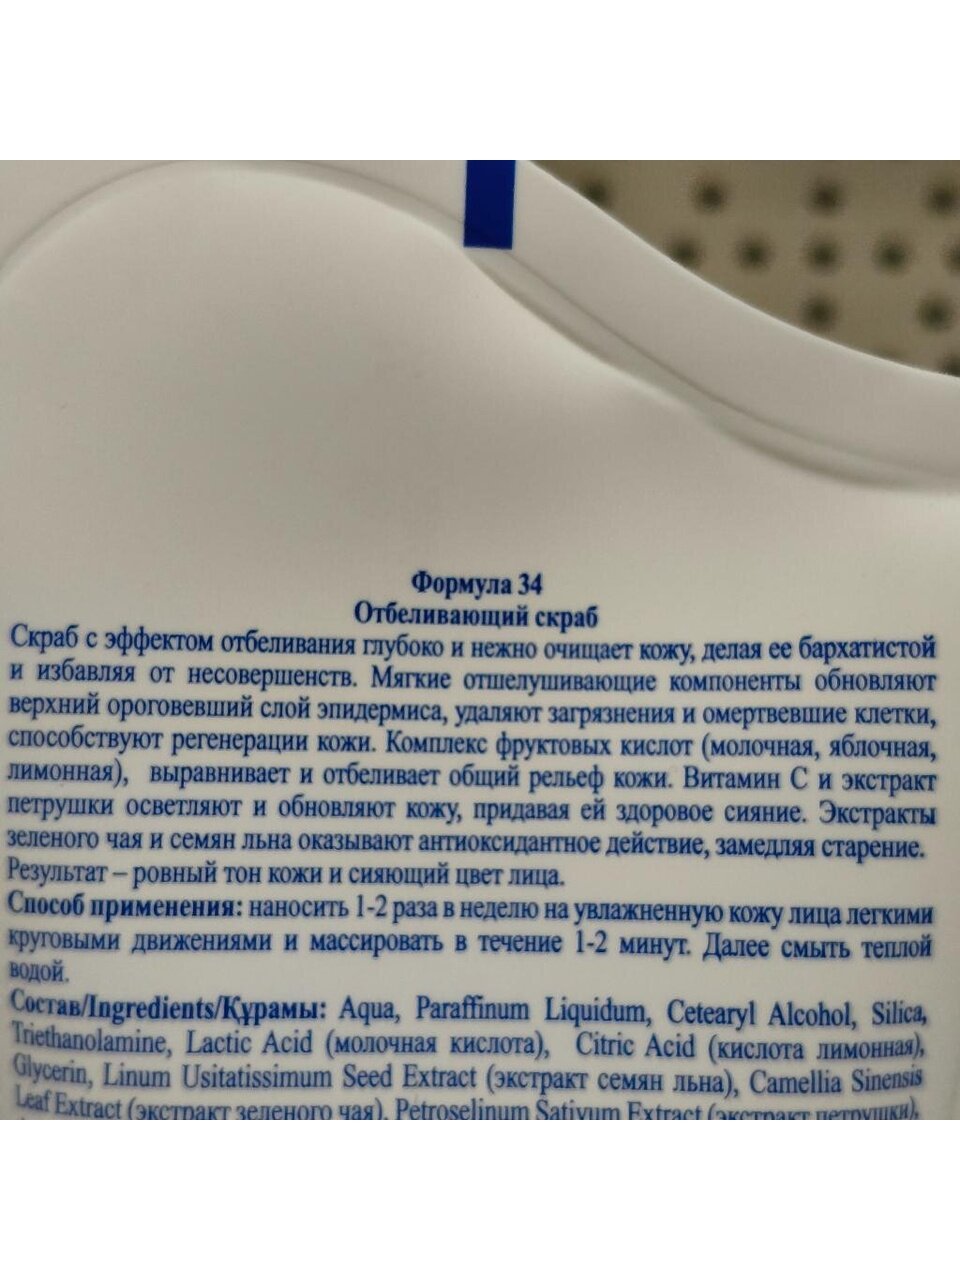 Формула 34
Отбеливающий скраб
Скраб с эффектом отбеливания глубоко и нежно очищает кожу, делая ее бархатистой
и избавляя от несовершенств. Мягкие отшелушивающие компоненты обновляют
верхний ороговевший слой эпидермиса, удаляют загрязнения и омертвевшие клетки,
способствуют регенерации кожи. Комплекс фруктовых кислот (молочная, яблочная,
лимонная), выравнивает и отбеливает общий рельеф кожи. Витамин С и экстракт
петрушки осветляют и обновляют кожу, придавая ей здоровое сияние. Экстракты
зеленого чая и семян льна оказывают антиоксидантное действие, замедляя старение.
Результат – ровный тон кожи и сияющий цвет лица.
Способ применения: наносить 1-2 раза в неделю на увлажненную кожу лица легкими
круговыми движениями и массировать в течение 1-2 минут. Далее смыть теплой
водой.
Состав/Ingredients/Құрамы: Aqua, Paraffinum Liquidum, Cetearyl Alcohol, Silica,
Triethanolamine, Lactic Acid (молочная кислота), Citric Acid (кислота лимонная),
Glycerin, Linum Usitatissimum Seed Extract (экстракт семян льна), Camellia Sinensis
Leaf Extract (экстракт зеленого чая), Petroselinum Sativum Extract (экстракт петрушки),